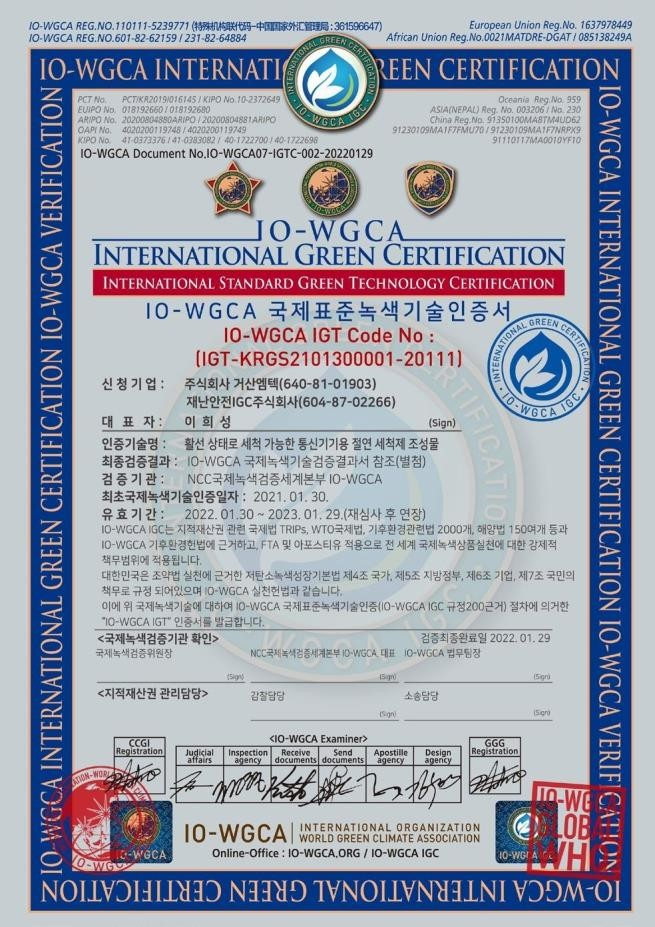 IO-WGCA REG.NO.110111-5239771 (特殊机构联代码-中国国家外汇管理局 : 361596647)
IO-WGCA REG.NO.601-82-62159 / 231-82-64884
European Union Reg.No. 1637978449
African Union Reg.No.0021MATDRE-DGAT / 085138249A
IO-WGCA INTERNATIONAL GREEN CERTIFICATION
INTERNATIONAL GREEN CERTIFICATION
· IO-WGCA IGC ·
PCT No. PCT/KR2019/016145 / KIPO No.10-2372649
EUIPO No. 018192660 / 018192680
ARIPO No. 20200804880ARIPO / 20200804881ARIPO
OAPI No. 4020200119748 / 4020200119749
KIPO No. 41-0373376 / 41-0383082 / 40-1722700 / 40-1722698
Oceania Reg.No. 959
ASIA(NEPAL) Reg. No. 003206 / No. 230
China Reg.No. 91350100MA8TM4UD62
91230109MA1F7FMU70 / 91230109MA1F7NRPX9
91110117MA0010YF10
IO-WGCA Document No,IO-WGCA07-IGTC-002-20220129
IO-WGCA
INTERNATIONAL GREEN CERTIFICATION
INTERNATIONAL STANDARD GREEN TECHNOLOGY CERTIFICATION
IO-WGCA 국제표준녹색기술인증서
IO-WGCA IGT Code No :
(IGT-KRGS2101300001-20111)
INTERNATIONAL GREEN CERTIFICATION
· IO-WGCA IGC ·
신 청 기 업 : 주식회사 거산엠텍(640-81-01903)
재난안전IGC주식회사(604-87-02266)
대 표 자 : 이 희 성 (Sign)
인증기술명 : 활선 상태로 세척 가능한 통신기기용 절연 세척제 조성물
최종검증결과 : IO-WGCA 국제녹색기술검증결과서 참조(별첨)
검 증 기 관 : NCC국제녹색검증세계본부 IO-WGCA
최초국제녹색기술인증일자 : 2021. 01. 30.
유 효 기 간 : 2022. 01.30 ~ 2023. 01. 29.(재심사 후 연장)
IO-WGCA IGC는 지적재산권 관련 국제법 TRIPs, WTO국제법, 기후환경관련법 2000개, 해양법 150여개 등과
IO-WGCA 기후환경헌법에 근거하고, FTA 및 아포스티유 적용으로 전 세계 국제녹색상품실천에 대한 강제적
책무범위에 적용됩니다.
대한민국은 조약법 실천에 근거한 저탄소녹색성장기본법 제4조 국가, 제5조 지방정부, 제6조 기업, 제7조 국민의
책무로 규정 되어있으며 IO-WGCA 실천헌법과 같습니다.
이에 위 국제녹색기술에 대하여 IO-WGCA 국제표준녹색기술인증(IO-WGCA IGC 규정200근거) 절차에 의거한
"IO-WGCA IGT" 인증서를 발급합니다.
<국제녹색검증기관 확인> 검증최종완료일 2022. 01. 29
국제녹색검증위원장 NCC국제녹색검증세계본부 IO-WGCA, 대표 IO-WGCA 법무팀장
(Sign) (Sign) (Sign)
<지적재산권 관리담당> 감찰담당 소송담당
(Sign) (Sign)
<IO-WGCA Examiner>
CCGI Registration
Judicial affairs
Inspection agency
Receive documents
Send documents
Apostille agency
Design agency
GGG Registration
IO-WGCA
IO-WGCA
INTERNATIONAL ORGANIZATION
WORLD GREEN CLIMATE ASSOCIATION
Online-Office : IO-WGCA,ORG / IO-WGCA IGC
IO-WGCA
IO-WGCA
GLOBAL
WHO
IO-WGCA INTERNATIONAL GREEN CERTIFICATION IO-WGCA VERIFICATION
IO-WGCA INTERNATIONAL GREEN CERTIFICATION IO-WGCA VERIFICATION
IO-WGCA INTERNATIONAL GREEN CERTIFICATION